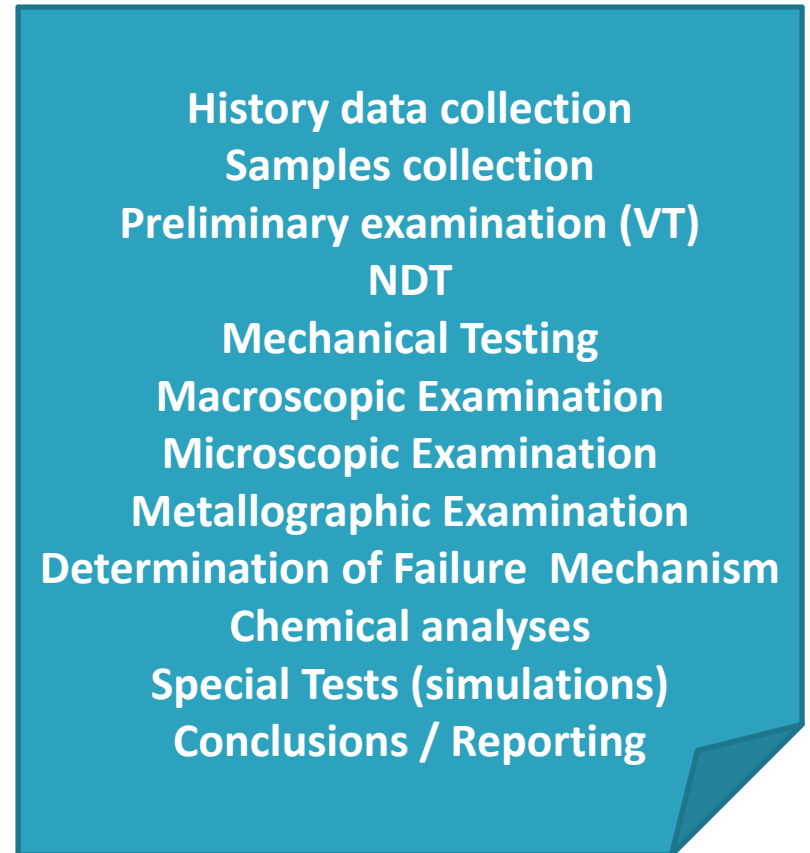 History data collection
Samples collection
Preliminary examination (VT)
NDT
Mechanical Testing
Macroscopic Examination
Microscopic Examination
Metallographic Examination
Determination of Failure  Mechanism
Chemical analyses
Special Tests (simulations)
Conclusions / Reporting